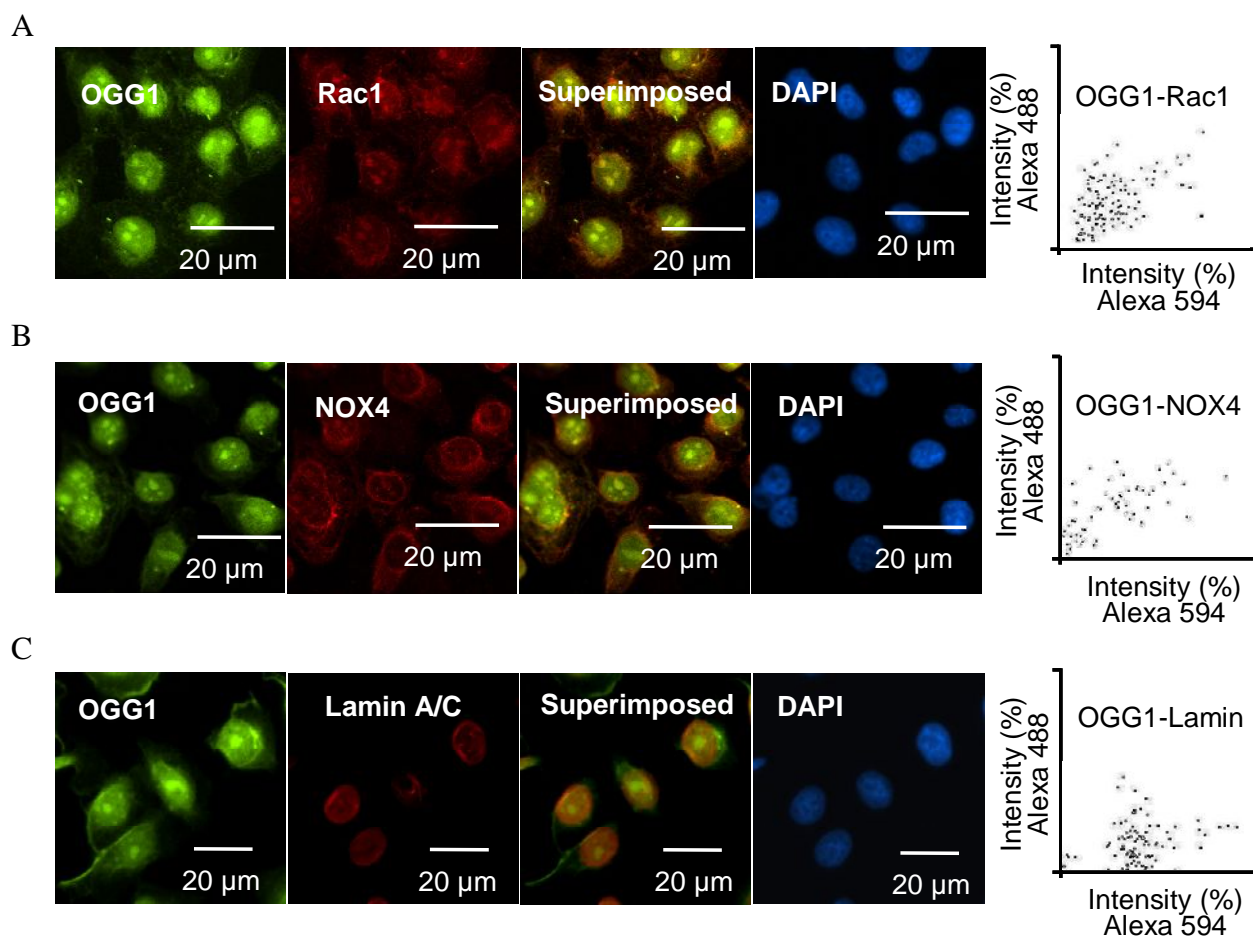 A
OGG1
Rac1
Superimposed
DAPI
20 µm
20 µm
20 µm
20 µm
Intensity (%)
Alexa 488
OGG1-Rac1
Intensity (%)
Alexa 594
B
OGG1
NOX4
Superimposed
DAPI
20 µm
20 µm
20 µm
20 µm
Intensity (%)
Alexa 488
OGG1-NOX4
Intensity (%)
Alexa 594
C
OGG1
Lamin A/C
Superimposed
DAPI
20 µm
20 µm
20 µm
20 µm
Intensity (%)
Alexa 488
OGG1-Lamin
Intensity (%)
Alexa 594